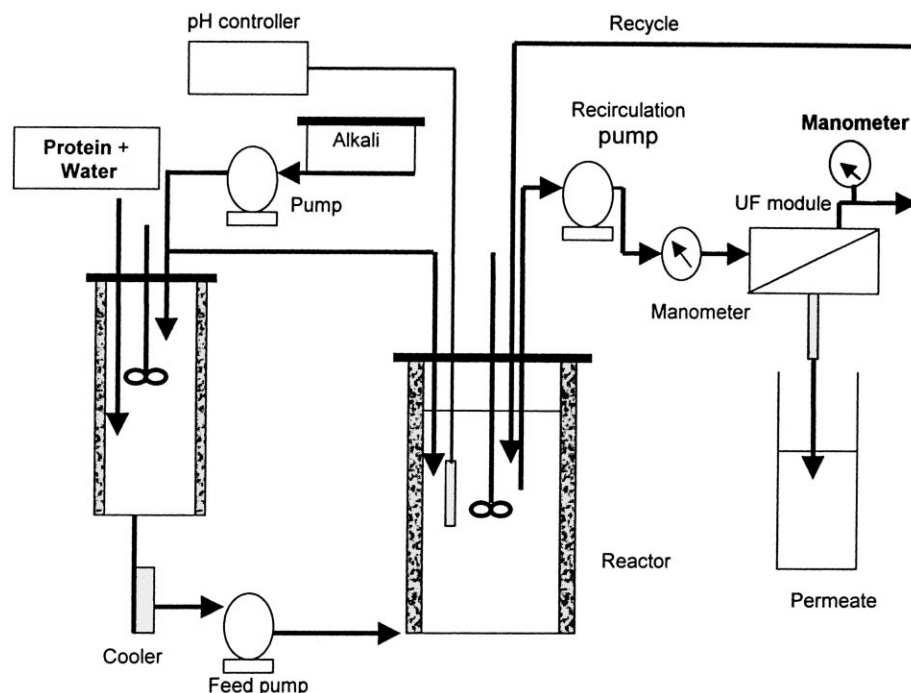 pH controller
Recycle
Recirculation
pump
Manometer
Protein +
Water
Alkali
Pump
UF module
Manometer
Reactor
Permeate
Cooler
Feed pump